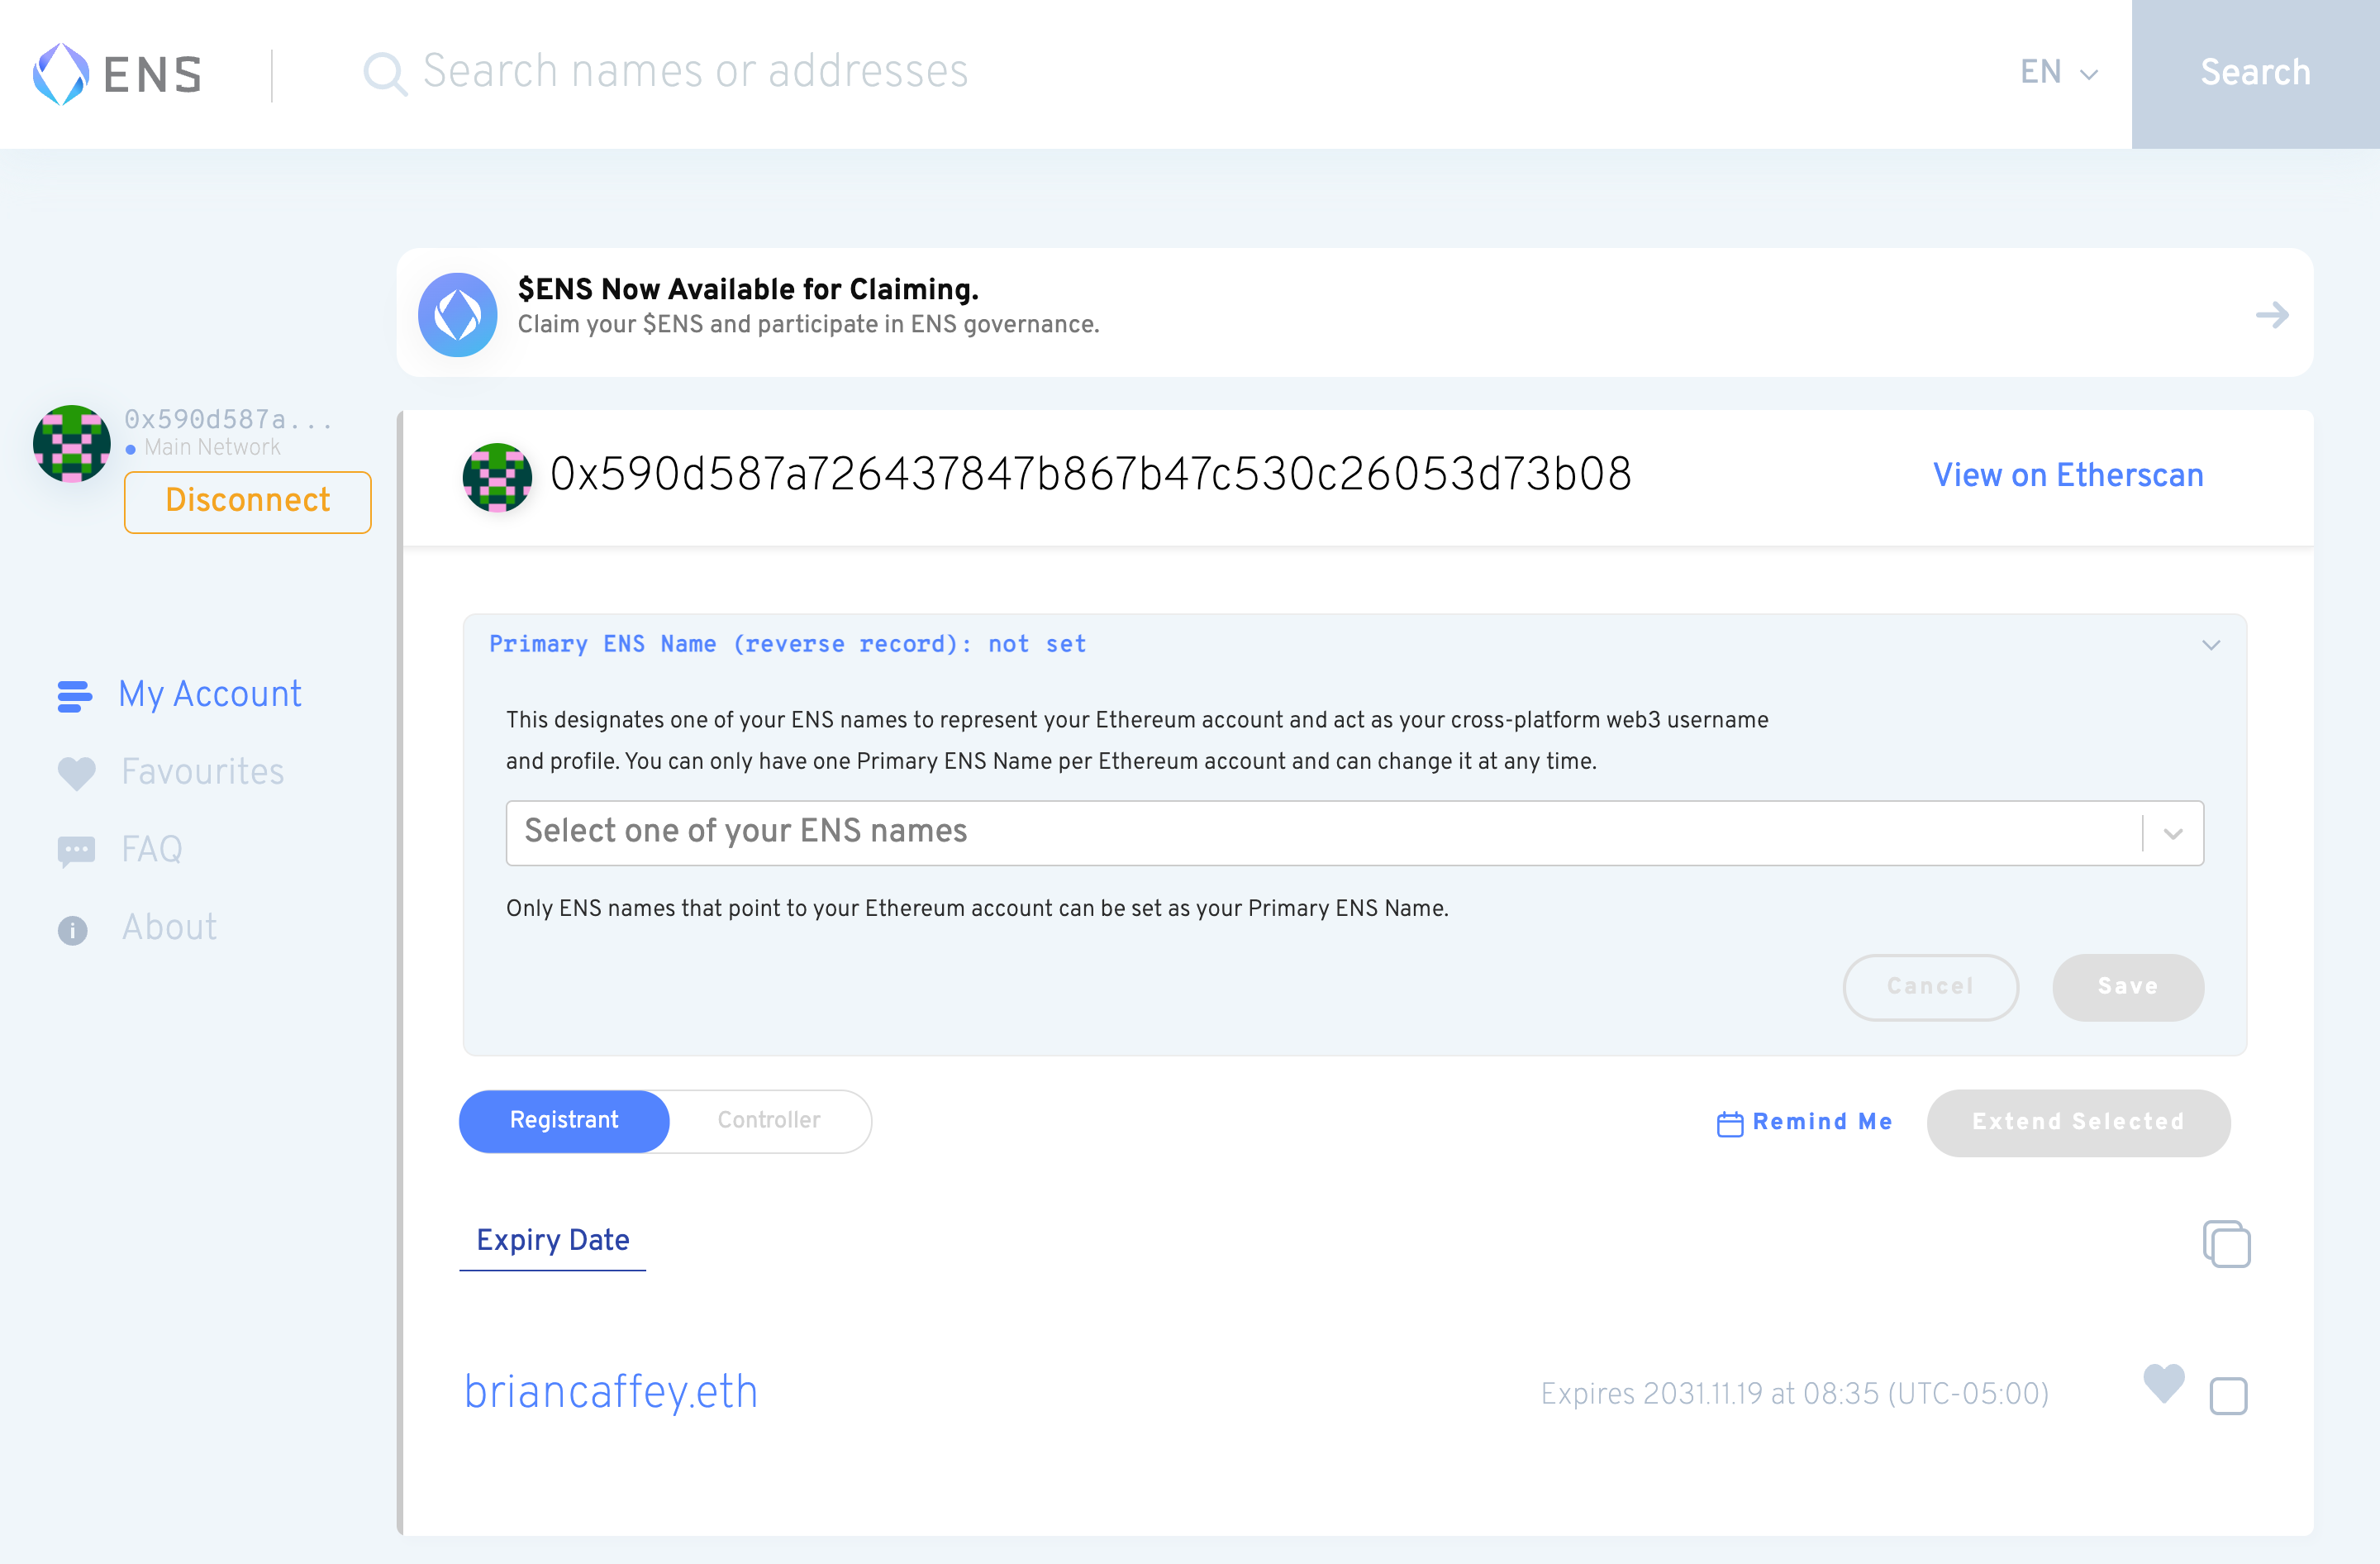 ENS
Search names or addresses
EN
Search
$ENS Now Available for Claiming.
Claim your $ENS and participate in ENS governance.
0x590d587a...
Main Network
Disconnect
My Account
Favourites
FAQ
About
0x590d587a726437847b867b47c530c26053d73b08
View on Etherscan
Primary ENS Name (reverse record): not set
This designates one of your ENS names to represent your Ethereum account and act as your cross-platform web3 username
and profile. You can only have one Primary ENS Name per Ethereum account and can change it at any time.
Select one of your ENS names
Only ENS names that point to your Ethereum account can be set as your Primary ENS Name.
Cancel
Save
Registrant
Controller
Remind Me
Extend Selected
Expiry Date
briancaffey.eth
Expires 2031.11.19 at 08:35 (UTC-05:00)